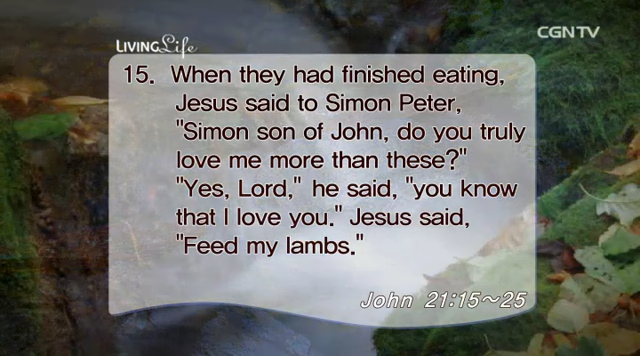 LIVING Life
CGNTV
15. When they had finished eating,
Jesus said to Simon Peter,
"Simon son of John, do you truly
love me more than these?"
"Yes, Lord," he said, "you know
that I love you." Jesus said,
"Feed my lambs."
John 21:15~25